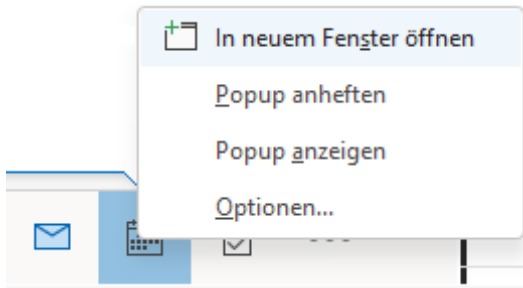 In neuem Fenster öffnen
Popup anheften
Popup anzeigen
Optionen...